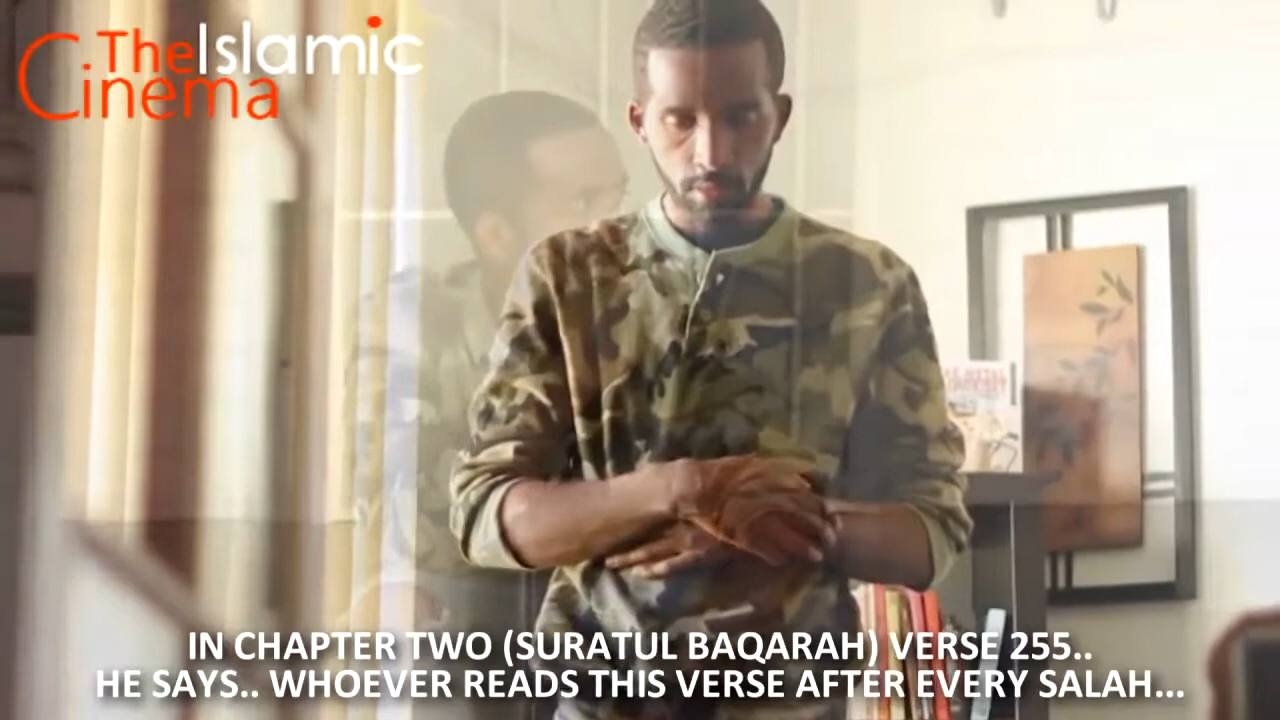 TheIslamic
Cinema
IN CHAPTER TWO (SURATUL BAQARAH) VERSE 255..
HE SAYS.. WHOEVER READS THIS VERSE AFTER EVERY SALAH...